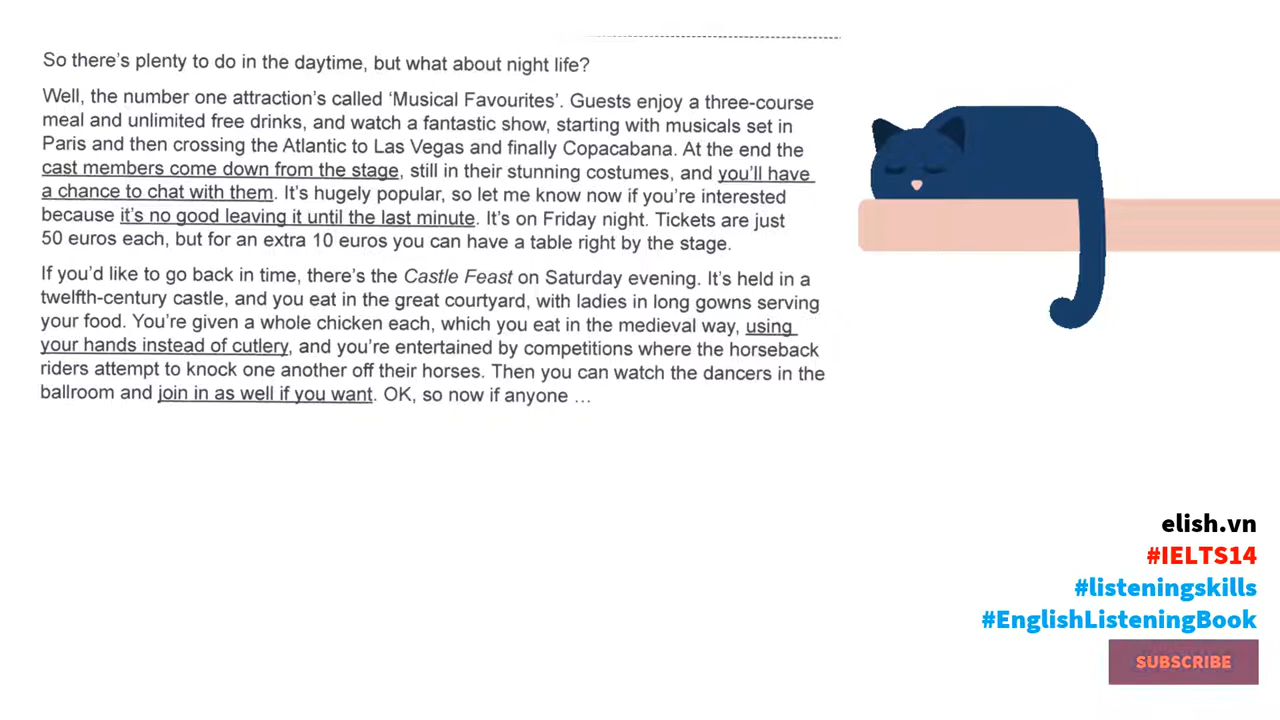 So there's plenty to do in the daytime, but what about night life?
Well, the number one attraction's called 'Musical Favourites'. Guests enjoy a three-course
meal and unlimited free drinks, and watch a fantastic show, starting with musicals set in
Paris and then crossing the Atlantic to Las Vegas and finally Copacabana. At the end the
cast members come down from the stage, still in their stunning costumes, and you'll have
a chance to chat with them. It's hugely popular, so let me know now if you're interested
because it's no good leaving it until the last minute. It's on Friday night. Tickets are just
50 euros each, but for an extra 10 euros you can have a table right by the stage.
If you'd like to go back in time, there's the Castle Feast on Saturday evening. It's held in a
twelfth-century castle, and you eat in the great courtyard, with ladies in long gowns serving
your food. You're given a whole chicken each, which you eat in the medieval way, using
your hands instead of cutlery, and you're entertained by competitions where the horseback
riders attempt to knock one another off their horses. Then you can watch the dancers in the
ballroom and join in as well if you want. OK, so now if anyone …
elish.vn
#IELTS14
#listeningskills
#EnglishListeningBook
SUBSCRIBE